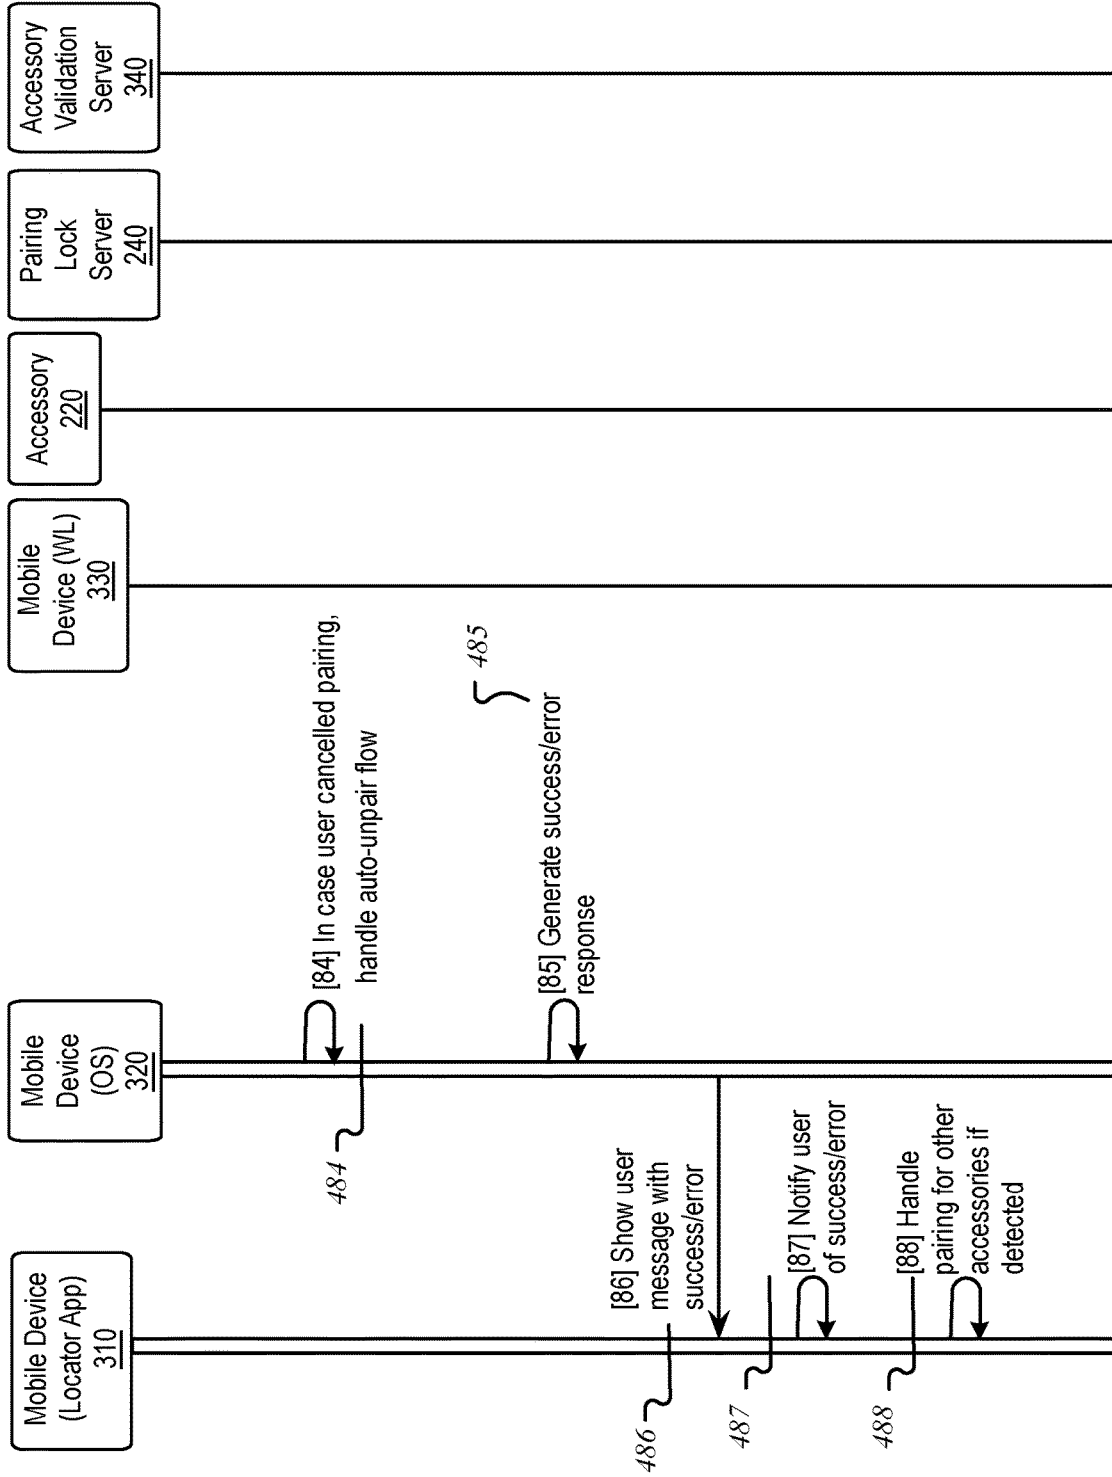 Mobile Device
(Locator App)
310
Mobile
Device
(OS)
320
Mobile
Device (WL)
330
Accessory
220
Pairing
Lock
Server
240
Accessory
Validation
Server
340
[84] In case user cancelled pairing,
handle auto-unpair flow
484
485
[85] Generate success/error
response
[86] Show user
message with
success/error
486
[87] Notify user
of success/error
487
[88] Handle
pairing for other
accessories if
detected
488